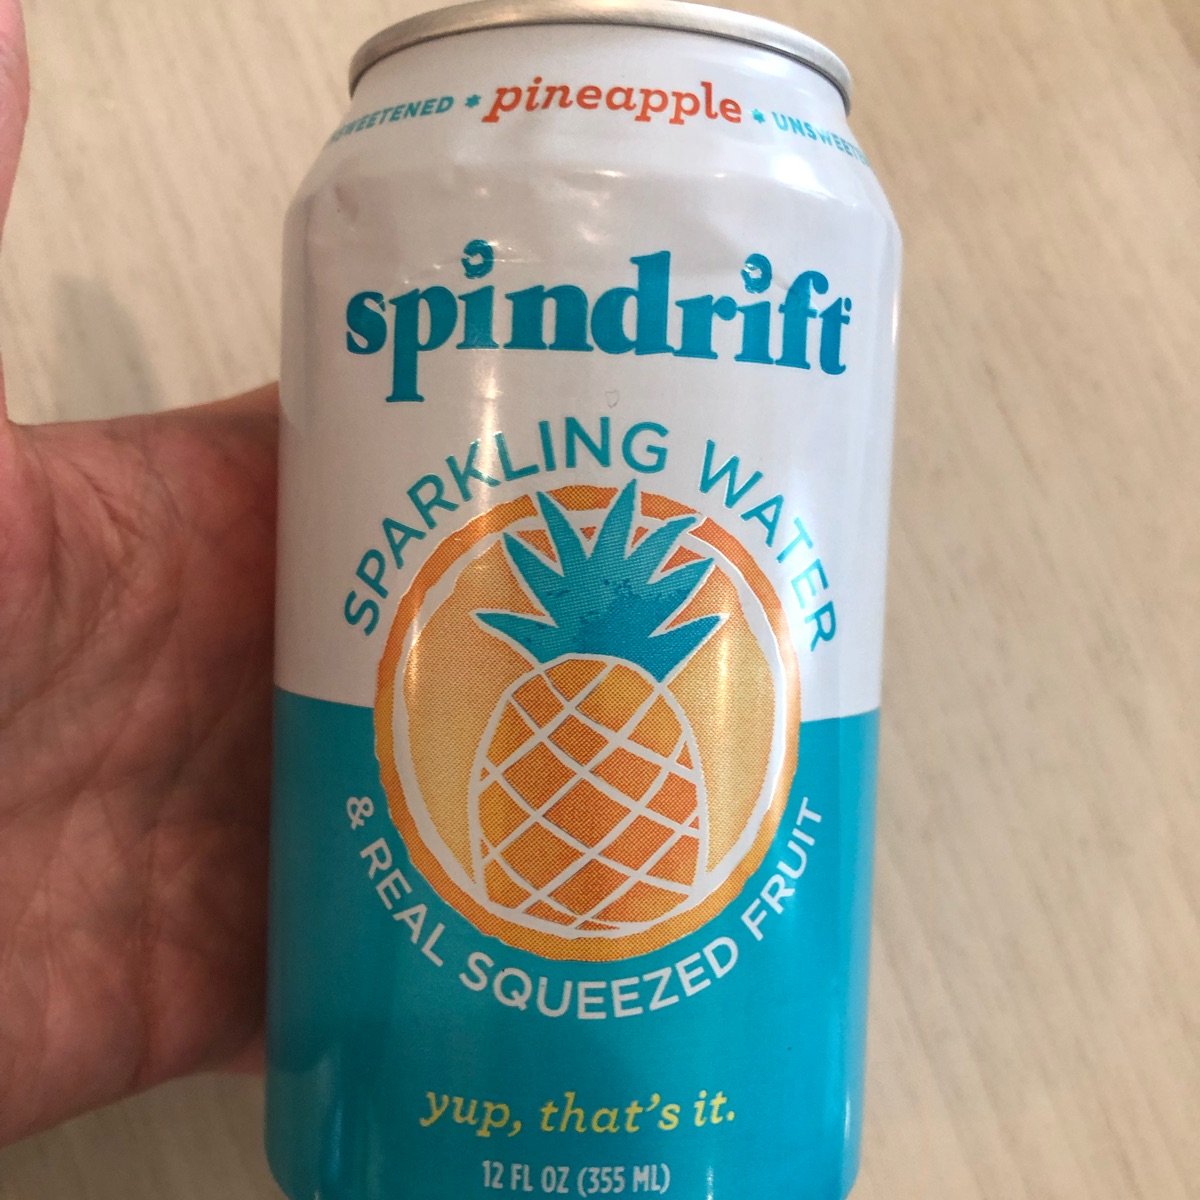 pineapple
spindrift
SPARKLING WATER
& REAL SQUEEZED FRUIT
yup, that's it.
12 FL OZ (355 ML)